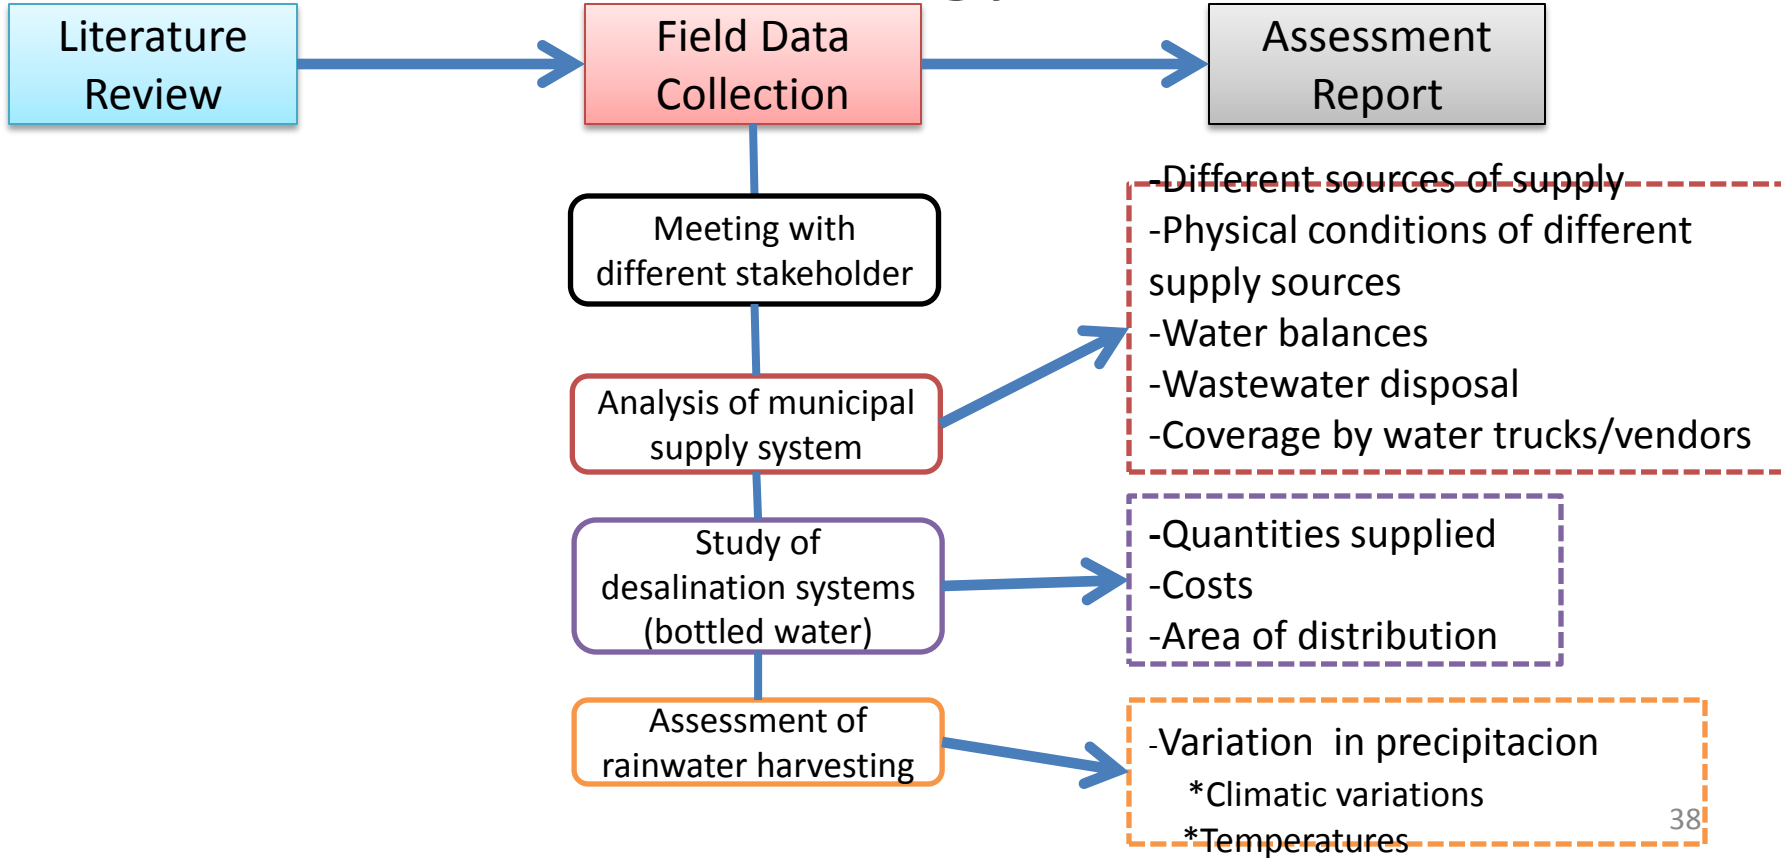 Literature
Review
Field Data
Collection
Assessment
Report
Meeting with
different stakeholder
Analysis of municipal
supply system
Study of
desalination systems
(bottled water)
Assessment of
rainwater harvesting
-Different sources of supply
-Physical conditions of different
supply sources
-Water balances
-Wastewater disposal
-Coverage by water trucks/vendors
-Quantities supplied
-Costs
-Area of distribution
-Variation in precipitacion
*Climatic variations
*Temperatures
38